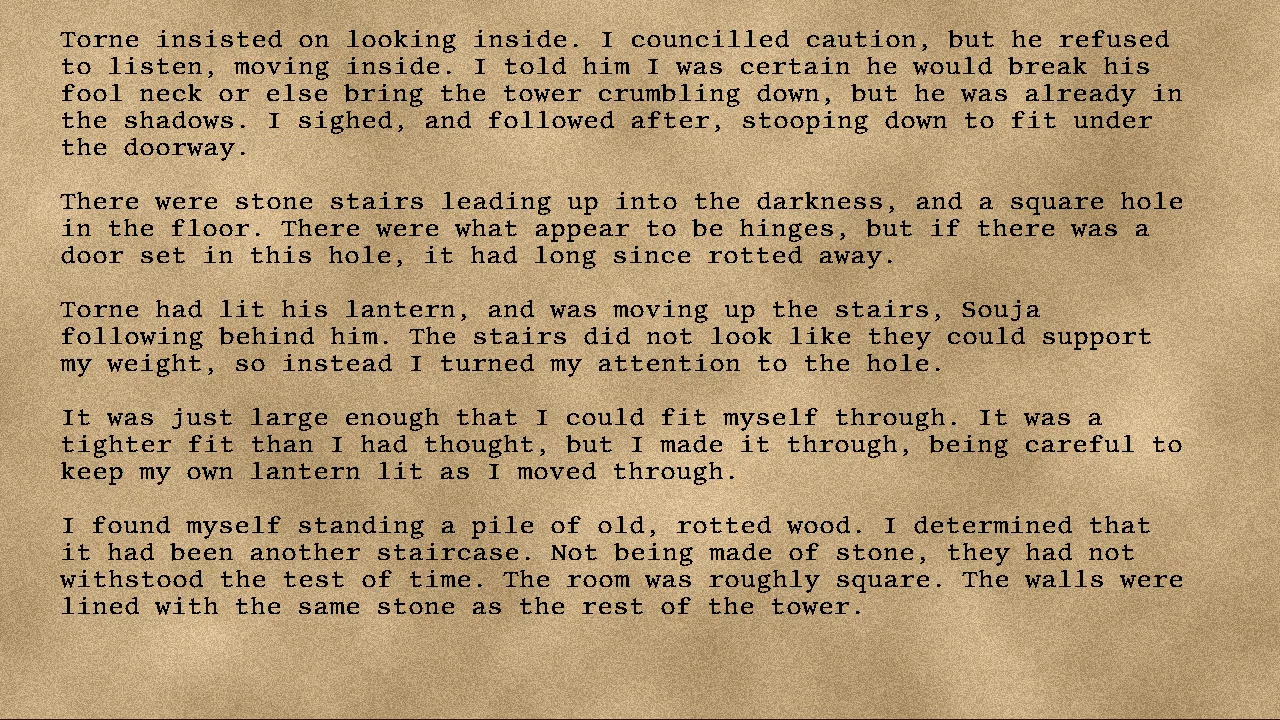 Torne insisted on looking inside. I councilled caution, but he refused
to listen, moving inside. I told him I was certain he would break his
fool neck or else bring the tower crumbling down, but he was already in
the shadows. I sighed, and followed after, stooping down to fit under
the doorway.
There were stone stairs leading up into the darkness, and a square hole
in the floor. There were what appear to be hinges, but if there was a
door set in this hole, it had long since rotted away.
Torne had lit his lantern, and was moving up the stairs, Souja
following behind him. The stairs did not look like they could support
my weight, so instead I turned my attention to the hole.
It was just large enough that I could fit myself through. It was a
tighter fit than I had thought, but I made it through, being careful to
keep my own lantern lit as I moved through.
I found myself standing a pile of old, rotted wood. I determined that
it had been another staircase. Not being made of stone, they had not
withstood the test of time. The room was roughly square. The walls were
lined with the same stone as the rest of the tower.